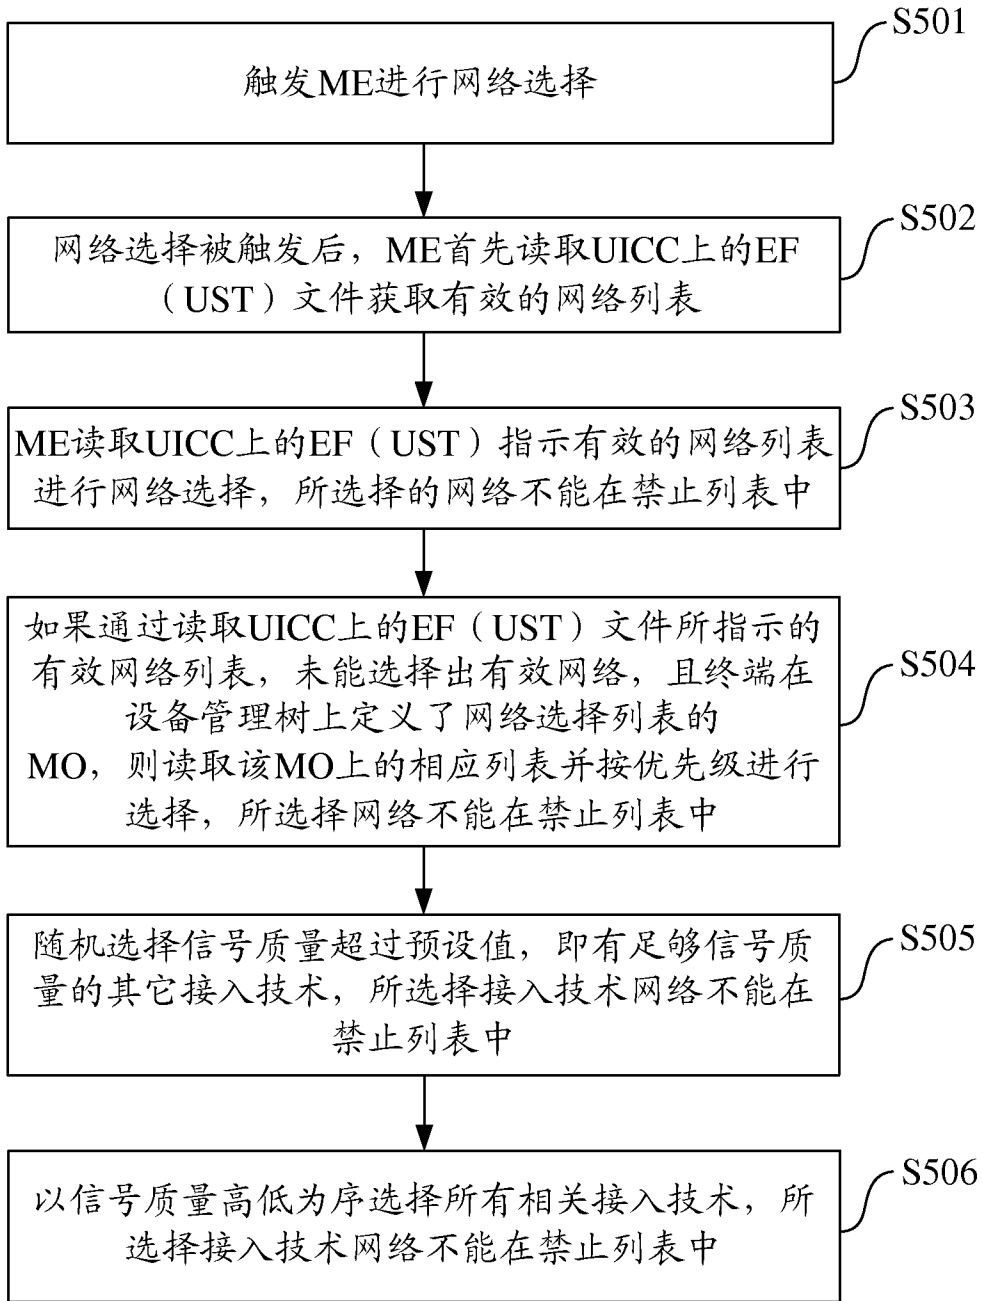 S501
触发ME进行网络选择
S502
网络选择被触发后，ME首先读取UICC上的EF
（UST）文件获取有效的网络列表
S503
ME读取UICC上的EF（UST）指示有效的网络列表
进行网络选择，所选择的网络不能在禁止列表中
S504
如果通过读取UICC上的EF（UST）文件所指示的
有效网络列表，未能选择出有效网络，且终端在
设备管理树上定义了网络选择列表的
MO，则读取该MO上的相应列表并按优先级进行
选择，所选择网络不能在禁止列表中
S505
随机选择信号质量超过预设值，即有足够信号质
量的其它接入技术，所选择接入技术网络不能在
禁止列表中
S506
以信号质量高低为序选择所有相关接入技术，所
选择接入技术网络不能在禁止列表中